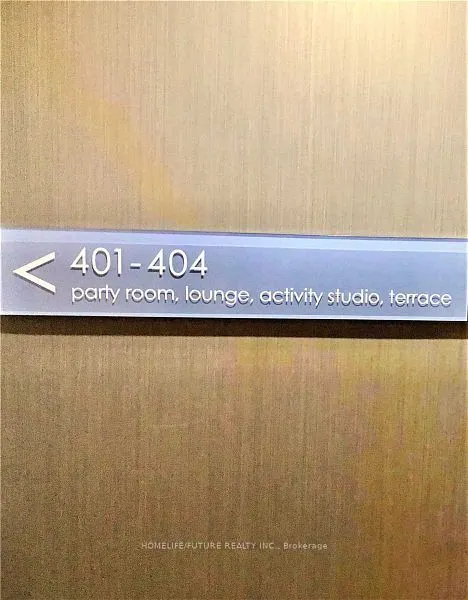 < 401-404
party room, lounge, activity studio, terrace
HOMELIFE/FUTURE REALTY INC., Brokerage